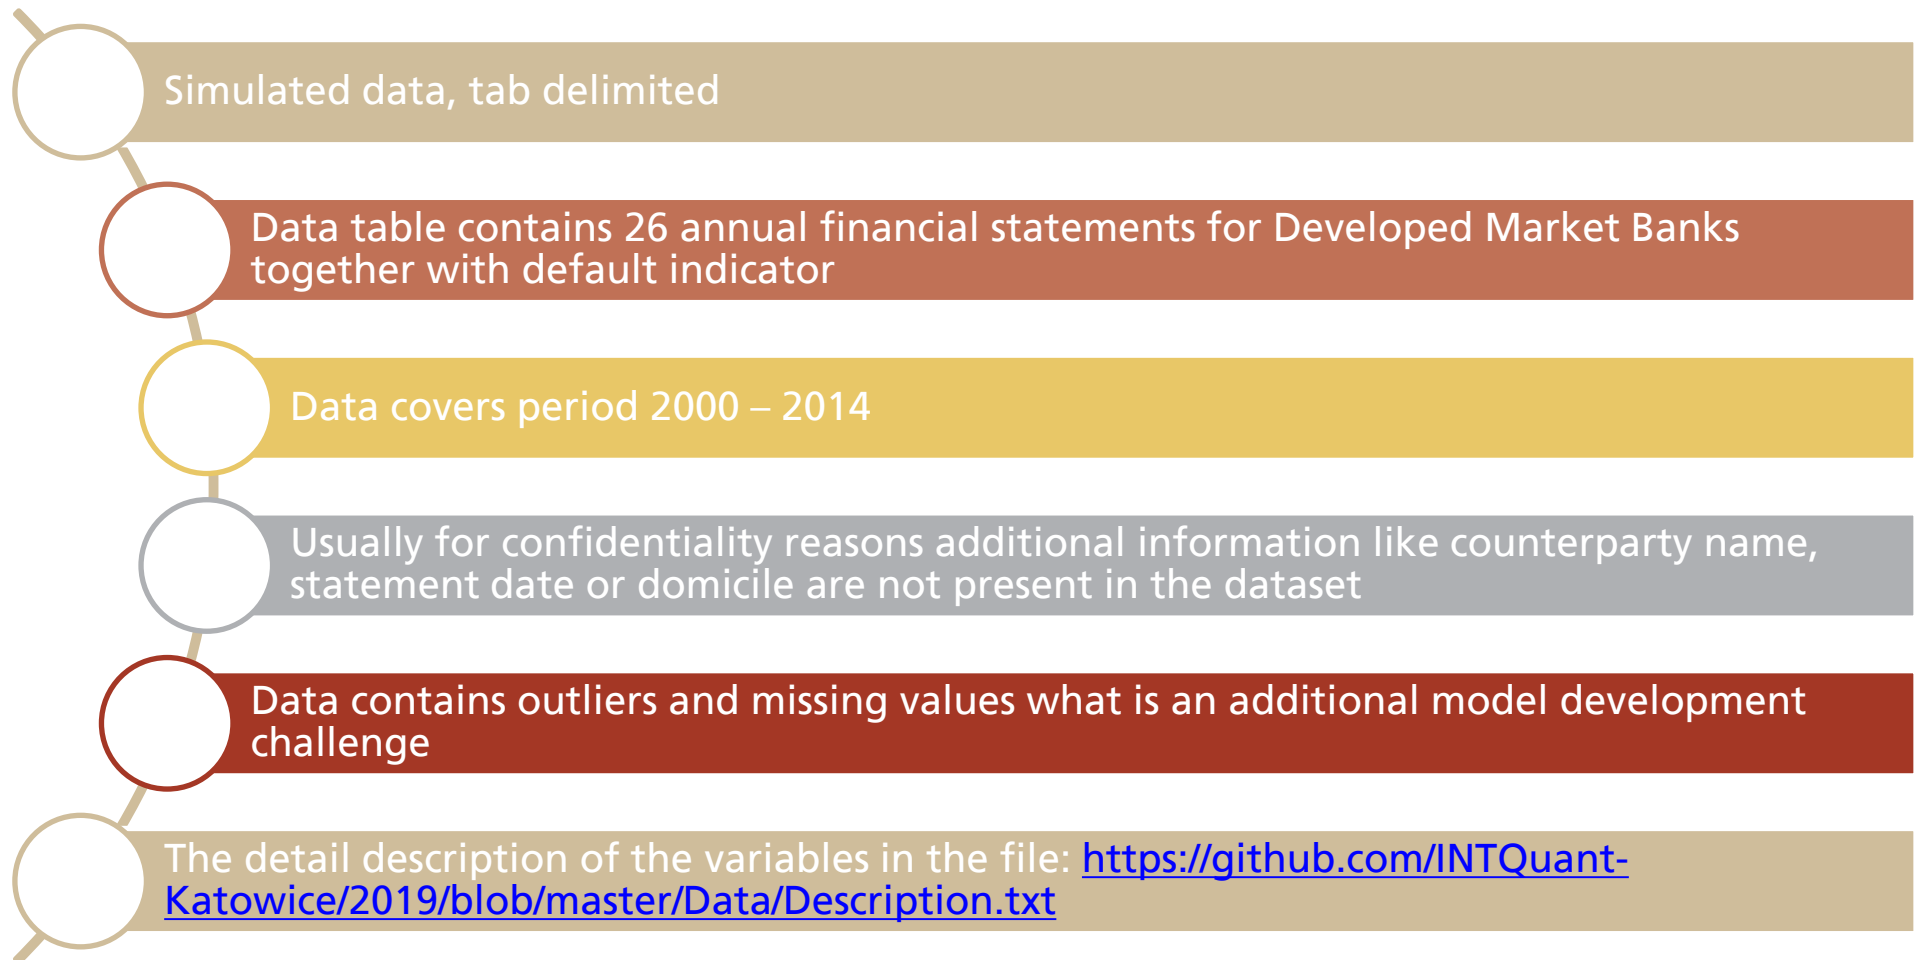 Simulated data, tab delimited
Data table contains 26 annual financial statements for Developed Market Banks
together with default indicator
Data covers period 2000 – 2014
Usually for confidentiality reasons additional information like counterparty name,
statement date or domicile are not present in the dataset
Data contains outliers and missing values what is an additional model development
challenge
The detail description of the variables in the file: https://github.com/INTQuant-
Katowice/2019/blob/master/Data/Description.txt